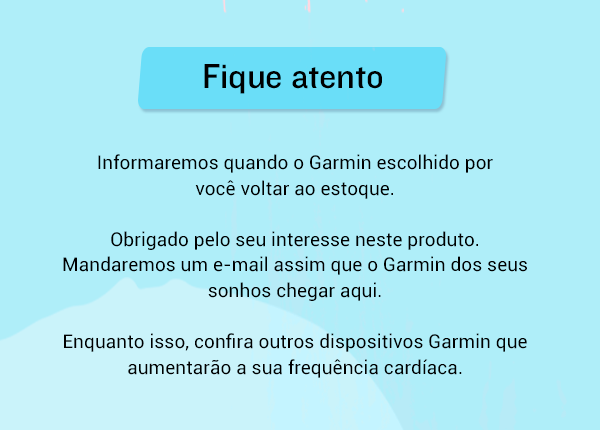 Fique atento
Informaremos quando o Garmin escolhido por
você voltar ao estoque.
Obrigado pelo seu interesse neste produto.
Mandaremos um e-mail assim que o Garmin dos seus
sonhos chegar aqui.
Enquanto isso, confira outros dispositivos Garmin que
aumentarão a sua frequência cardíaca.